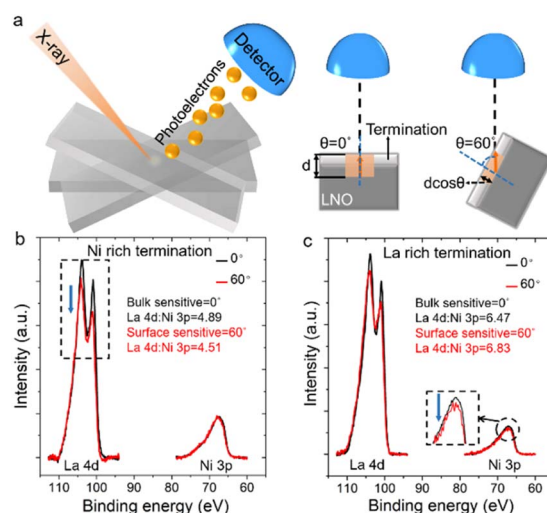 a
X-ray
Photoelectrons
Detector
θ=0°
Termination
d
LNO
θ=60°
dcosθ
b
Ni rich termination
0°
60°
Bulk sensitive=0°
La 4d:Ni 3p=4.89
Surface sensitive=60°
La 4d:Ni 3p=4.51
Intensity (a.u.)
La 4d
Ni 3p
110 100 90 80 70 60
Binding energy (eV)
c
La rich termination
0°
60°
Bulk sensitive=0°
La 4d:Ni 3p=6.47
Surface sensitive=60°
La 4d:Ni 3p=6.83
Intensity (a.u.)
La 4d
Ni 3p
110 100 90 80 70 60
Binding energy (eV)